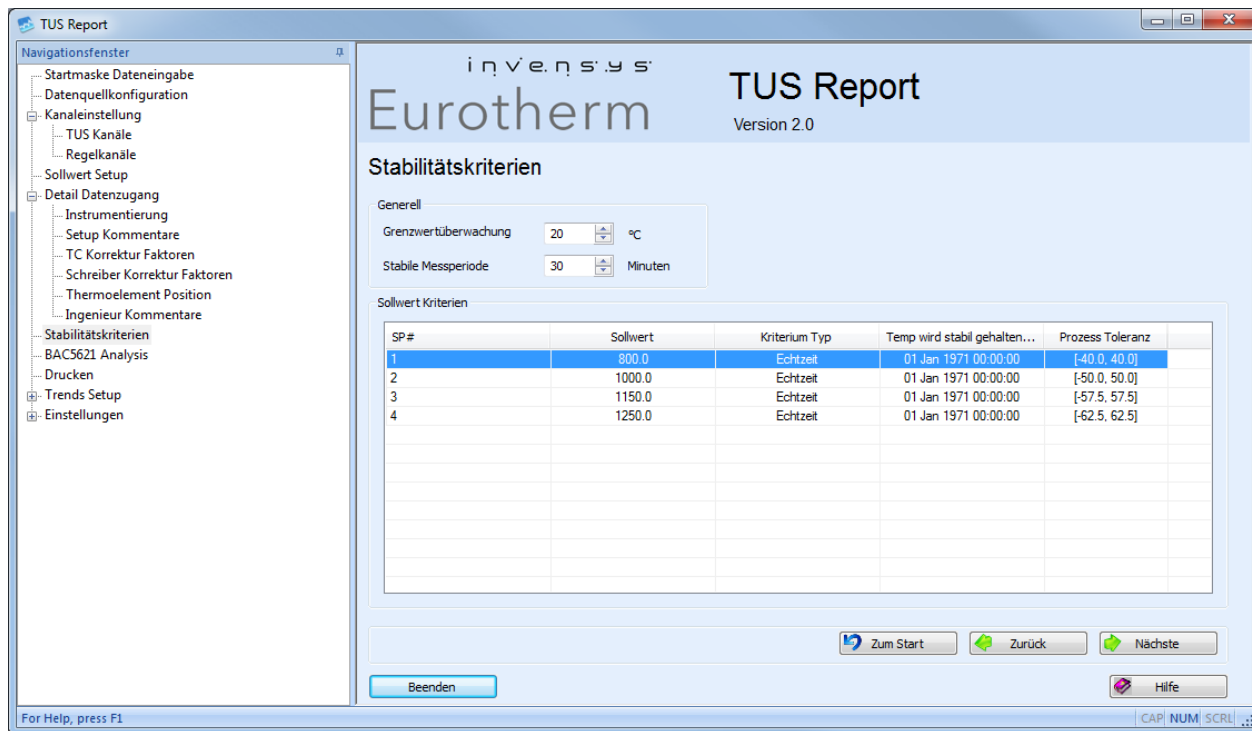 TUS Report
Navigationsfenster
Startmaske Dateneingabe
Datenquellkonfiguration
Kanaleinstellung
TUS Kanäle
Regelkanäle
Sollwert Setup
Detail Datenzugang
Instrumentierung
Setup Kommentare
TC Korrektur Faktoren
Schreiber Korrektur Faktoren
Thermoelement Position
Ingenieur Kommentare
Stabilitätskriterien
BAC5621 Analysis
Drucken
Trends Setup
Einstellungen
invensys
Eurotherm
TUS Report
Version 2.0
Stabilitätskriterien
Generell
Grenzwertüberwachung 20 ºC
Stabile Messperiode 30 Minuten
Sollwert Kriterien
SP# Sollwert Kriterium Typ Temp wird stabil gehalten... Prozess Toleranz
1 800.0 Echtzeit 01 Jan 1971 00:00:00 [-40.0, 40.0]
2 1000.0 Echtzeit 01 Jan 1971 00:00:00 [-50.0, 50.0]
3 1150.0 Echtzeit 01 Jan 1971 00:00:00 [-57.5, 57.5]
4 1250.0 Echtzeit 01 Jan 1971 00:00:00 [-62.5, 62.5]
Zum Start Zurück Nächste
Beenden Hilfe
For Help, press F1 CAP NUM SCRL